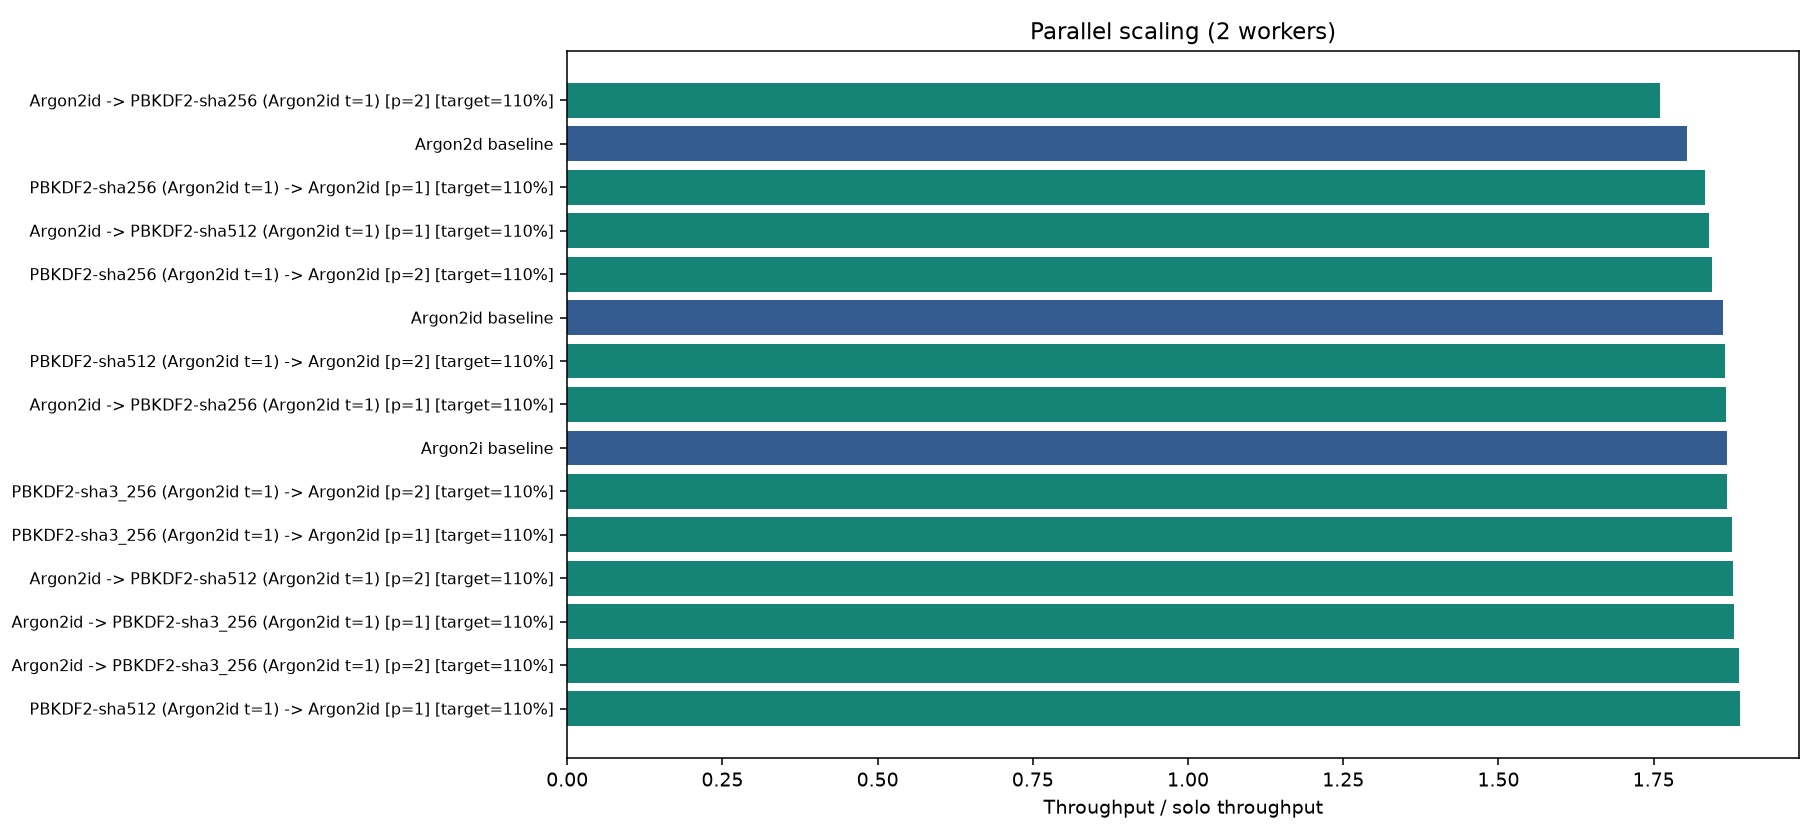 Parallel scaling (2 workers)
Argon2id -> PBKDF2-sha256 (Argon2id t=1) [p=2] [target=110%]
Argon2d baseline
PBKDF2-sha256 (Argon2id t=1) -> Argon2id [p=1] [target=110%]
Argon2id -> PBKDF2-sha512 (Argon2id t=1) [p=1] [target=110%]
PBKDF2-sha256 (Argon2id t=1) -> Argon2id [p=2] [target=110%]
Argon2id baseline
PBKDF2-sha512 (Argon2id t=1) -> Argon2id [p=2] [target=110%]
Argon2id -> PBKDF2-sha256 (Argon2id t=1) [p=1] [target=110%]
Argon2i baseline
PBKDF2-sha3_256 (Argon2id t=1) -> Argon2id [p=2] [target=110%]
PBKDF2-sha3_256 (Argon2id t=1) -> Argon2id [p=1] [target=110%]
Argon2id -> PBKDF2-sha512 (Argon2id t=1) [p=2] [target=110%]
Argon2id -> PBKDF2-sha3_256 (Argon2id t=1) [p=1] [target=110%]
Argon2id -> PBKDF2-sha3_256 (Argon2id t=1) [p=2] [target=110%]
PBKDF2-sha512 (Argon2id t=1) -> Argon2id [p=1] [target=110%]
0.00 0.25 0.50 0.75 1.00 1.25 1.50 1.75
Throughput / solo throughput